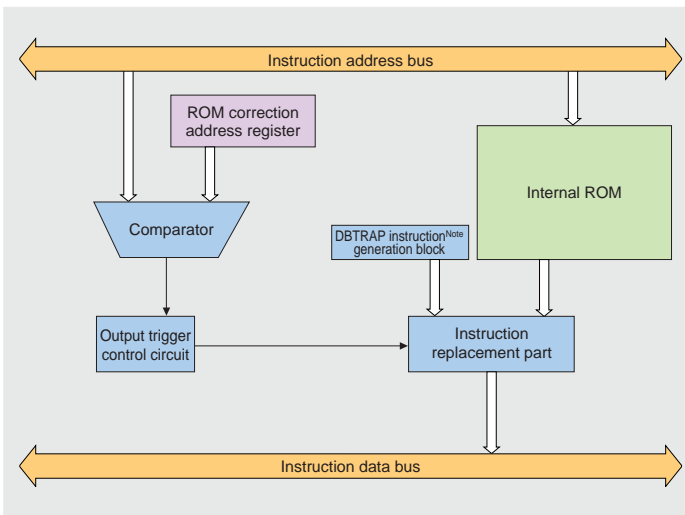 Instruction address bus
ROM correction
address register
Internal ROM
Comparator
DBTRAP instructionNote
generation block
Output trigger
control circuit
Instruction
replacement part
Instruction data bus